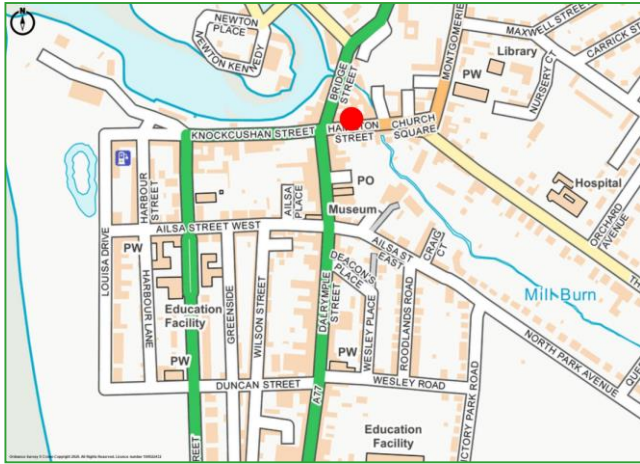 N
NEWTON
PLACE
NEWTON KENNEDY
BRIDGE
STREET
MONTGOMERIE
MAXWELL STREET
CARRICK
Library
PW
NURSERY CT
KNOCKCUSHAN STREET
STREET
CHURCH
SQUARE
HARBOUR
STREET
AILSA
PLACE
PO
Museum
Hospital
ORCHARD
AVENUE
AILSA STREET WEST
AILSA ST
EAST
CRAIG
CT
PW
LOUISA DRIVE
HARBOUR LANE
DEACON'S
PLACE
Mill Burn
Education
Facility
GREENSIDE
WILSON STREET
DALRYMPLE
STREET
WESLEY PLACE
ROODLANDS ROAD
NORTH PARK AVENUE
PW
PW
DUNCAN STREET
WESLEY ROAD
A77
VICTORY PARK ROAD
Education
Facility